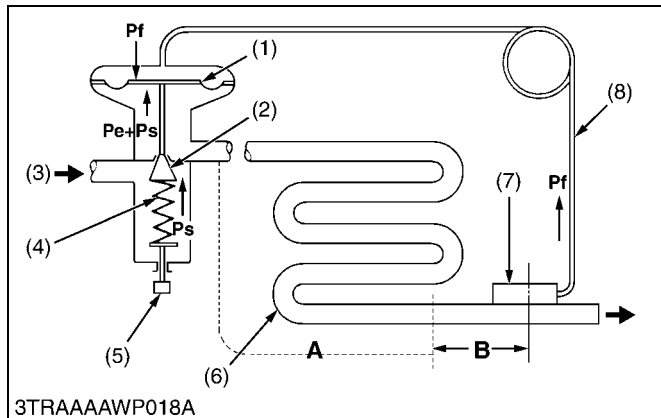 Pf
(1)
(2)
(8)
Pe+Ps
(3)
(7)
Pf
(4)
Ps
(5)
(6)
A
B
3TRAAAAWP018A